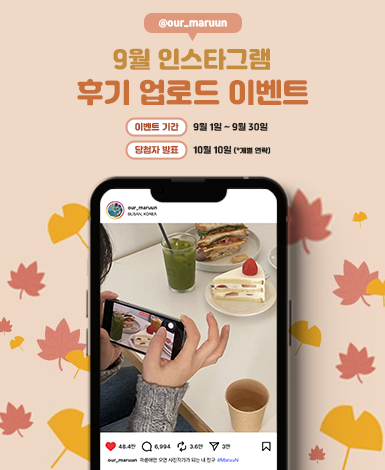 @our_maruun
9월 인스타그램
후기 업로드 이벤트
이벤트 기간 9월 1일 ~ 9월 30일
당첨자 발표 10월 10일 (*개별 연락)
our_maruun
BUSAN, KOREA
48.4만 6,994 3.6만 3만
our_maruun 마룬에만 오면 사진작가가 되는 내 친구 #MaruuN